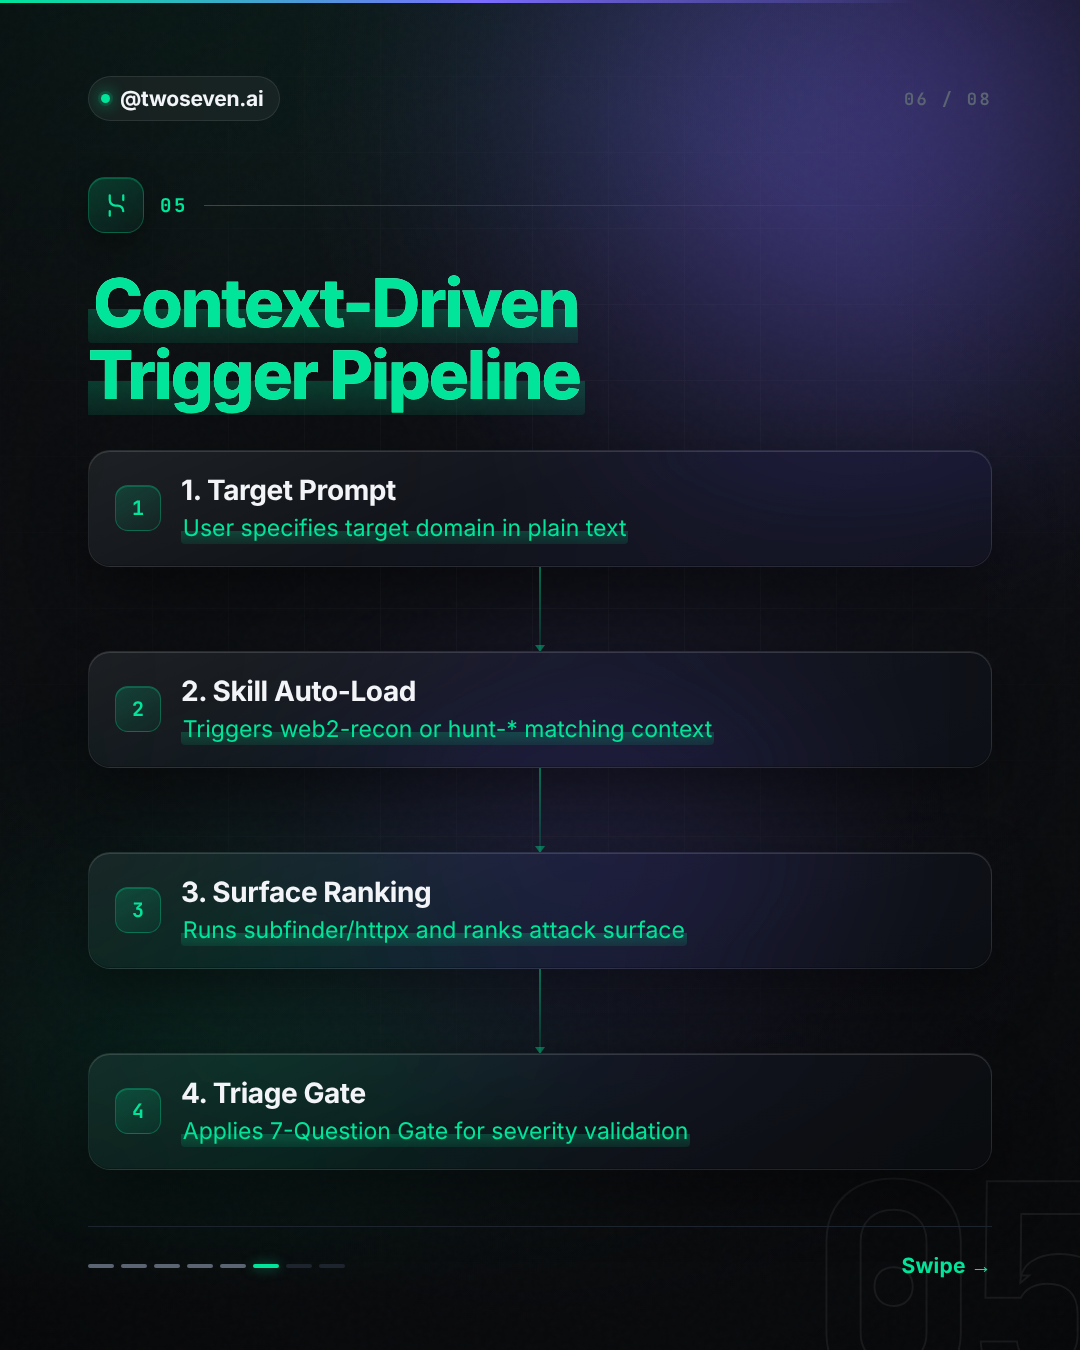 @twoseven.ai
06 / 08
05
Context-Driven
Trigger Pipeline
1
1. Target Prompt
User specifies target domain in plain text
2
2. Skill Auto-Load
Triggers web2-recon or hunt-* matching context
3
3. Surface Ranking
Runs subfinder/httpx and ranks attack surface
4
4. Triage Gate
Applies 7-Question Gate for severity validation
05
Swipe →